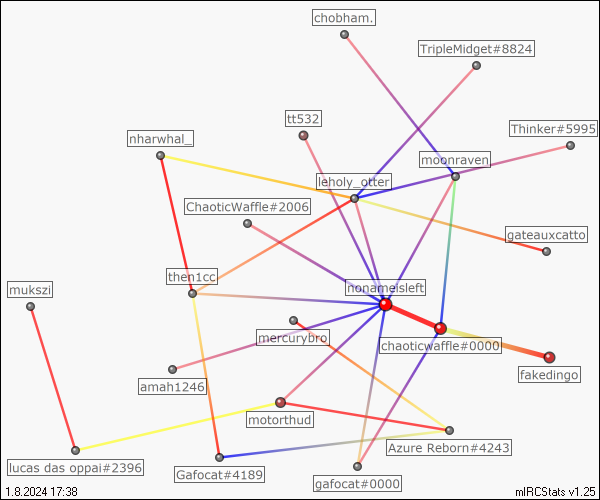 chobham.
TripleMidget#8824
tt532
Thinker#5995
nharwhal_
moonraven
leholy_otter
ChaoticWaffle#2006
gateauxcatto
then1cc
mukszi
nonameisleft
mercurybro
chaoticwaffle#0000
fakedingo
amah1246
motorthud
Azure Reborn#4243
lucas das oppai#2396
Gafocat#4189
gafocat#0000
1.8.2024 17:38
mIRCStats v1.25